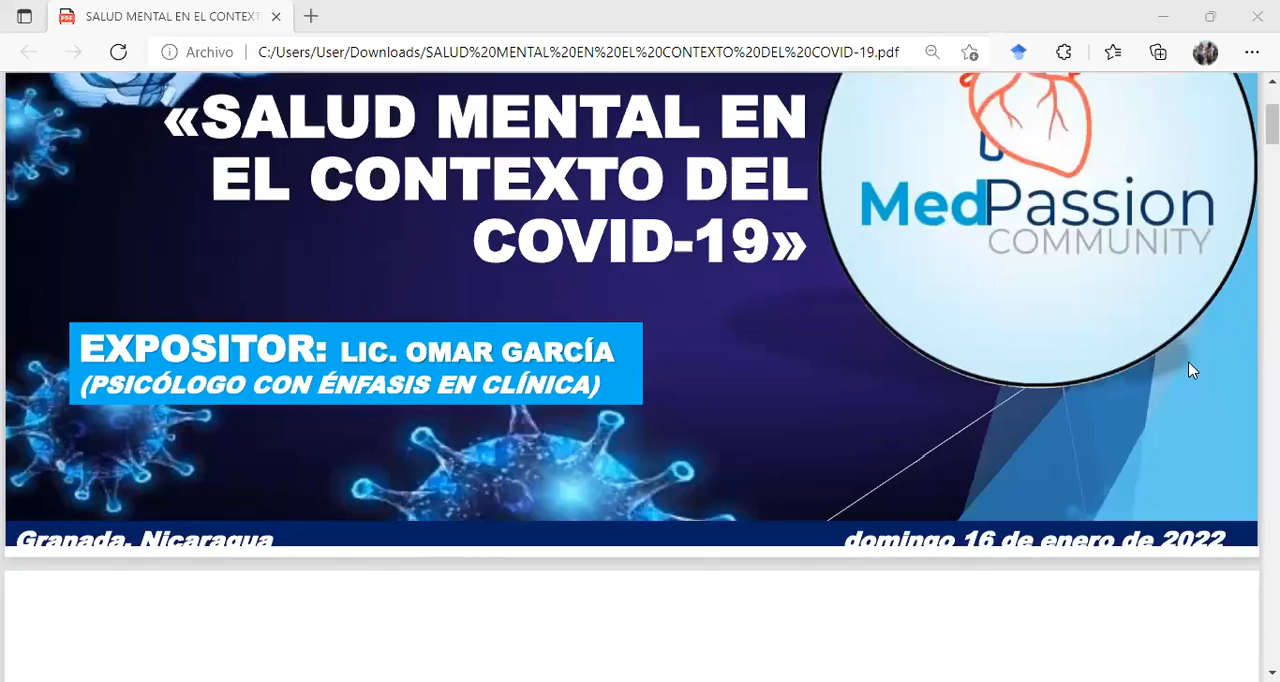 SALUD MENTAL EN EL CONTEXT
Archivo
C:/Users/User/Downloads/SALUD%20MENTAL%20EN%20EL%20CONTEXTO%20DEL%20COVID-19.pdf
«SALUD MENTAL EN
EL CONTEXTO DEL
COVID-19»
MedPassion
COMMUNITY
EXPOSITOR: LIC. OMAR GARCÍA
(PSICÓLOGO CON ÉNFASIS EN CLÍNICA)
Granada, Nicaragua
domingo 16 de enero de 2022